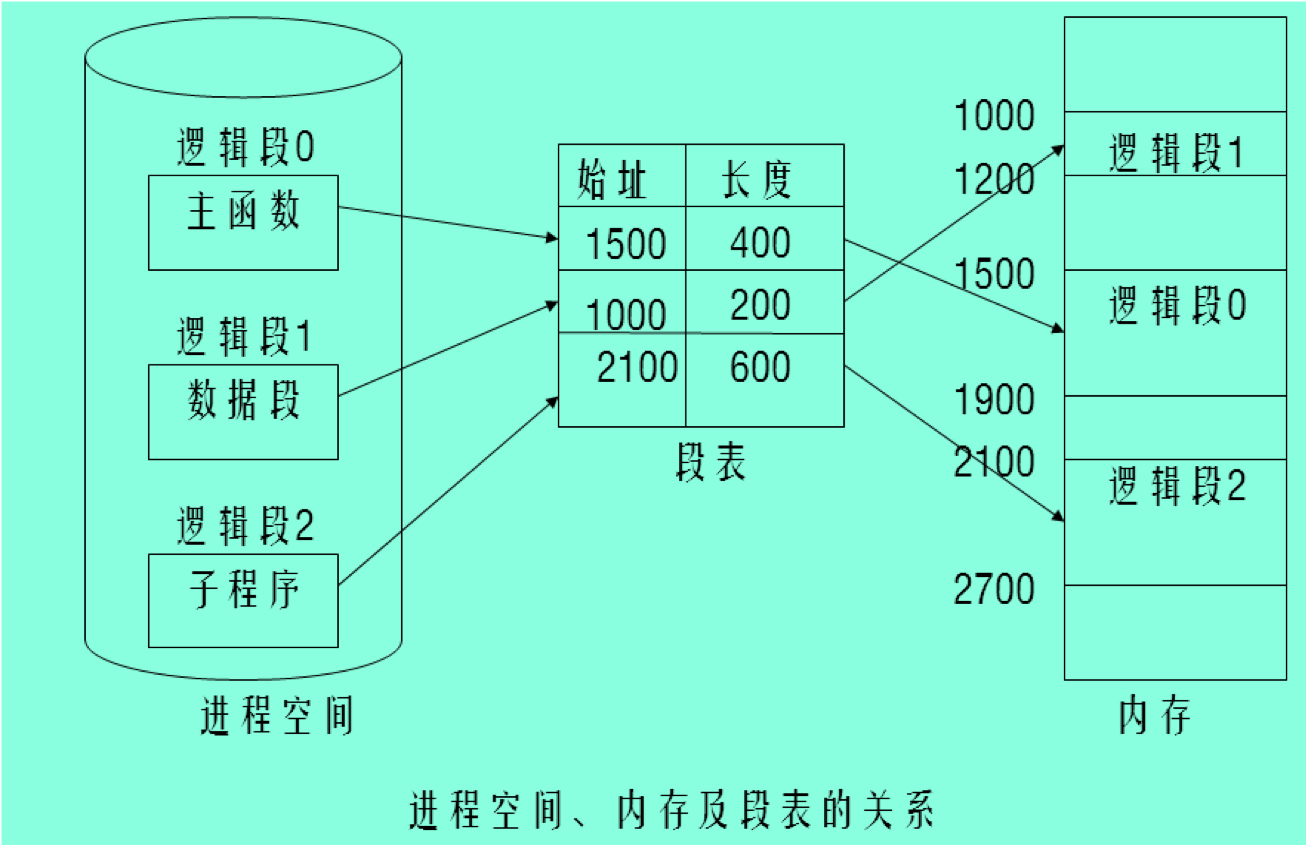 逻辑段0
主函数
逻辑段1
数据段
逻辑段2
子程序
进程空间
始址 长度
1500 400
1000 200
2100 600
段表
1000
逻辑段1
1200
1500
逻辑段0
1900
2100
逻辑段2
2700
内存
进程空间、内存及段表的关系